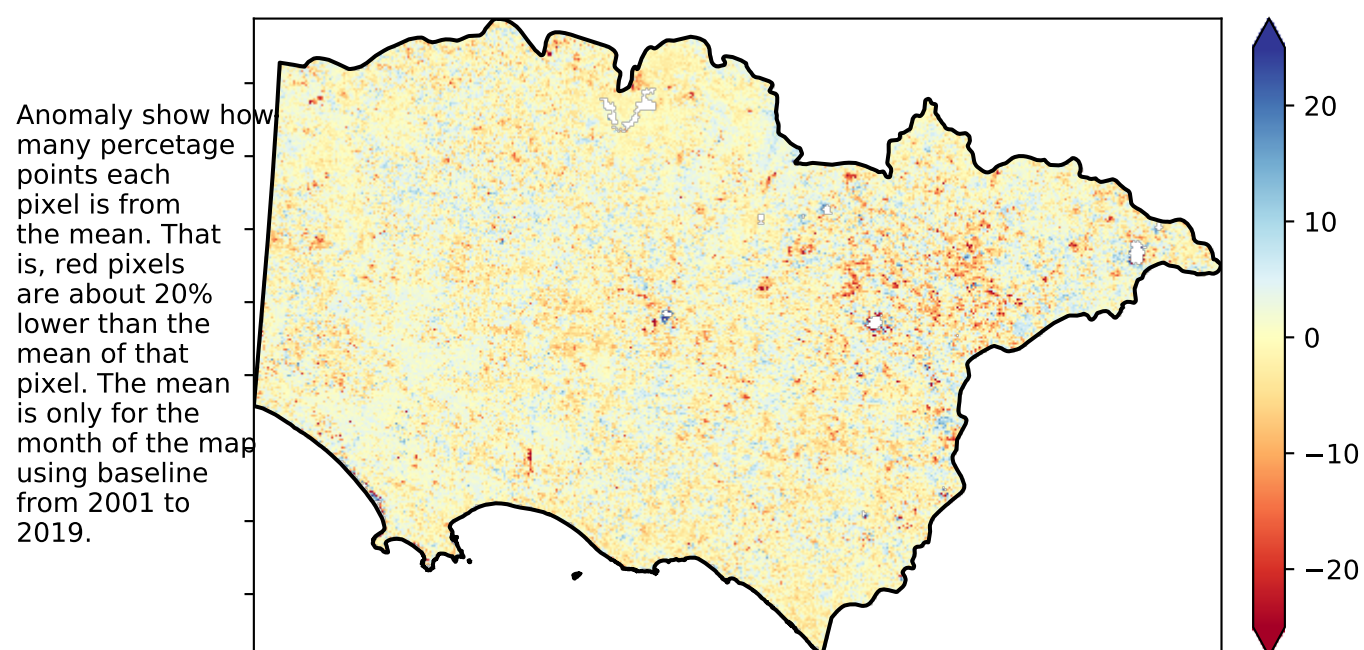 Anomaly show how
many percetage
points each
pixel is from
the mean. That
is, red pixels
are about 20%
lower than the
mean of that
pixel. The mean
is only for the
month of the map
using baseline
from 2001 to
2019.
20
10
0
−10
−20